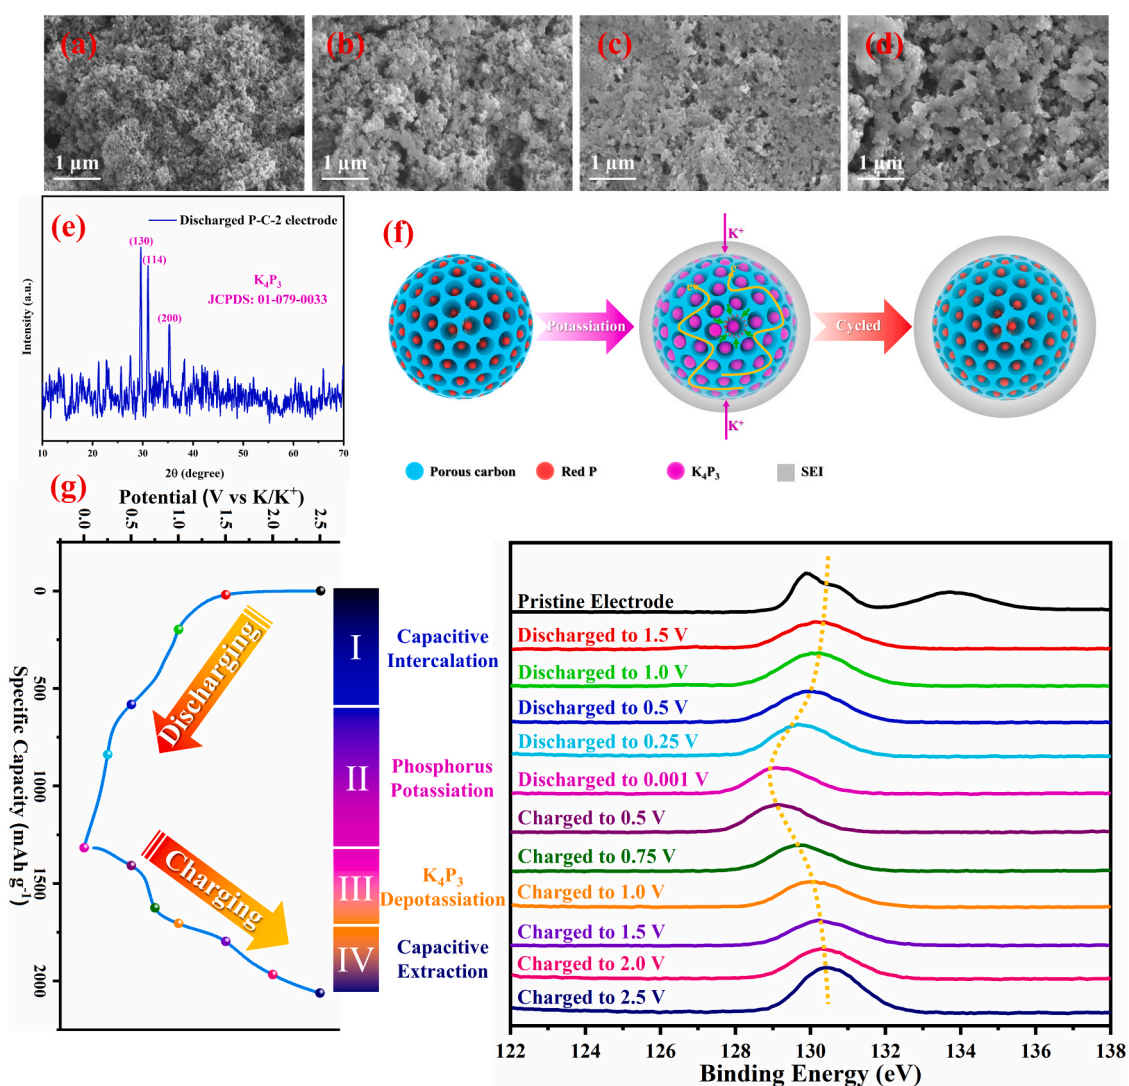 (a)
1 μm
(b)
1 μm
(c)
1 μm
(d)
1 μm
(e)
Discharged P-C-2 electrode
(130)
(114)
(200)
K₄P₃
JCPDS: 01-079-0033
Intensity (a.u.)
10 20 30 40 50 60 70
2θ (degree)
(f)
K⁺
e⁻
e⁻
Potassiation
K⁺
Cycled
Porous carbon
Red P
K₄P₃
SEI
(g)
Potential (V vs K/K⁺)
0.0 0.5 1.0 1.5 2.0 2.5
Specific Capacity (mAh g⁻¹)
0
500
1000
1500
2000
Discharging
Charging
I
Capacitive
Intercalation
II
Phosphorus
Potassiation
III
K₄P₃
Depotassiation
IV
Capacitive
Extraction
Pristine Electrode
Discharged to 1.5 V
Discharged to 1.0 V
Discharged to 0.5 V
Discharged to 0.25 V
Discharged to 0.001 V
Charged to 0.5 V
Charged to 0.75 V
Charged to 1.0 V
Charged to 1.5 V
Charged to 2.0 V
Charged to 2.5 V
122 124 126 128 130 132 134 136 138
Binding Energy (eV)